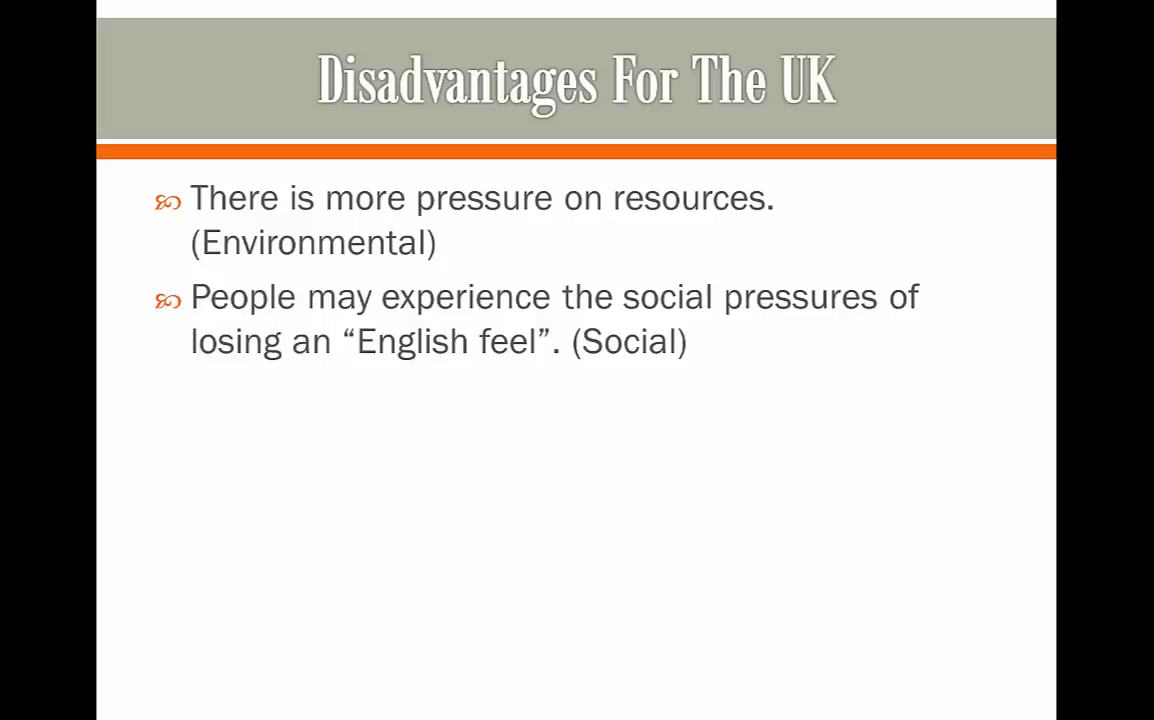 Disadvantages For The UK
There is more pressure on resources.
(Environmental)
People may experience the social pressures of
losing an “English feel”. (Social)